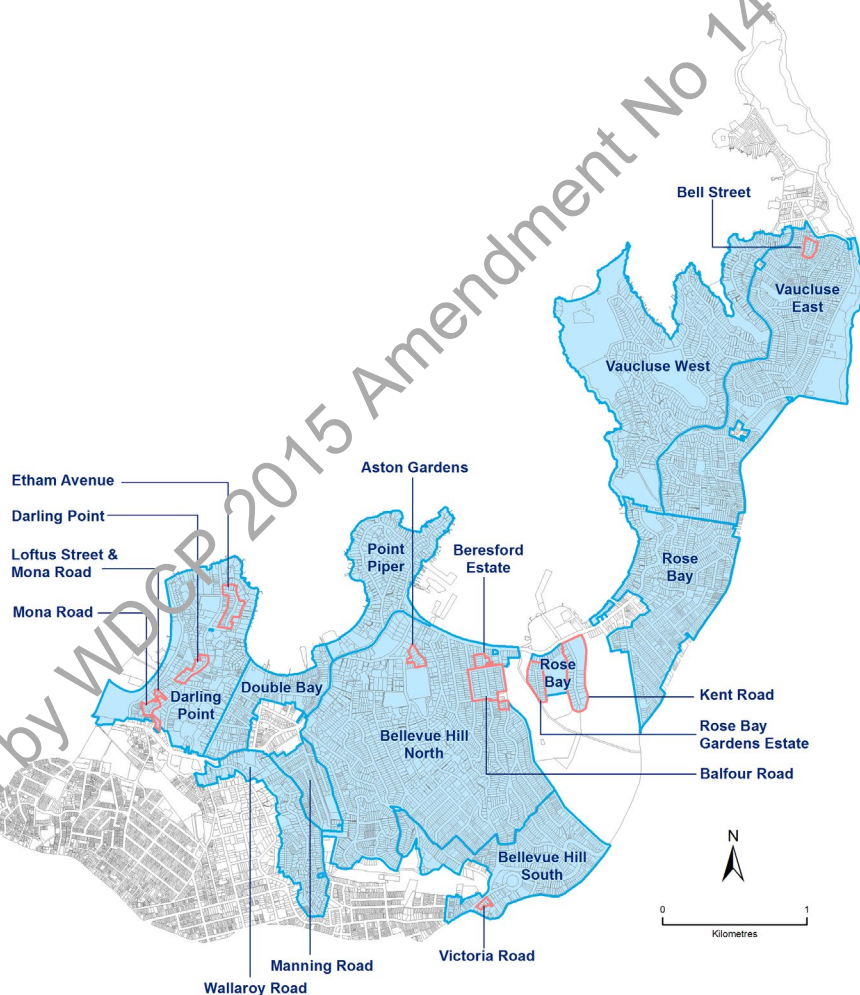 by WDCP 2015 Amendment No 14
Bell Street
Vaucluse
East
Vaucluse West
Etham Avenue
Darling Point
Loftus Street &
Mona Road
Mona Road
Aston Gardens
Point
Piper
Beresford
Estate
Rose
Bay
Rose
Bay
Double Bay
Darling
Point
Bellevue Hill
North
Kent Road
Rose Bay
Gardens Estate
Balfour Road
Bellevue Hill
South
N
0 1
Kilometres
Victoria Road
Manning Road
Wallaroy Road